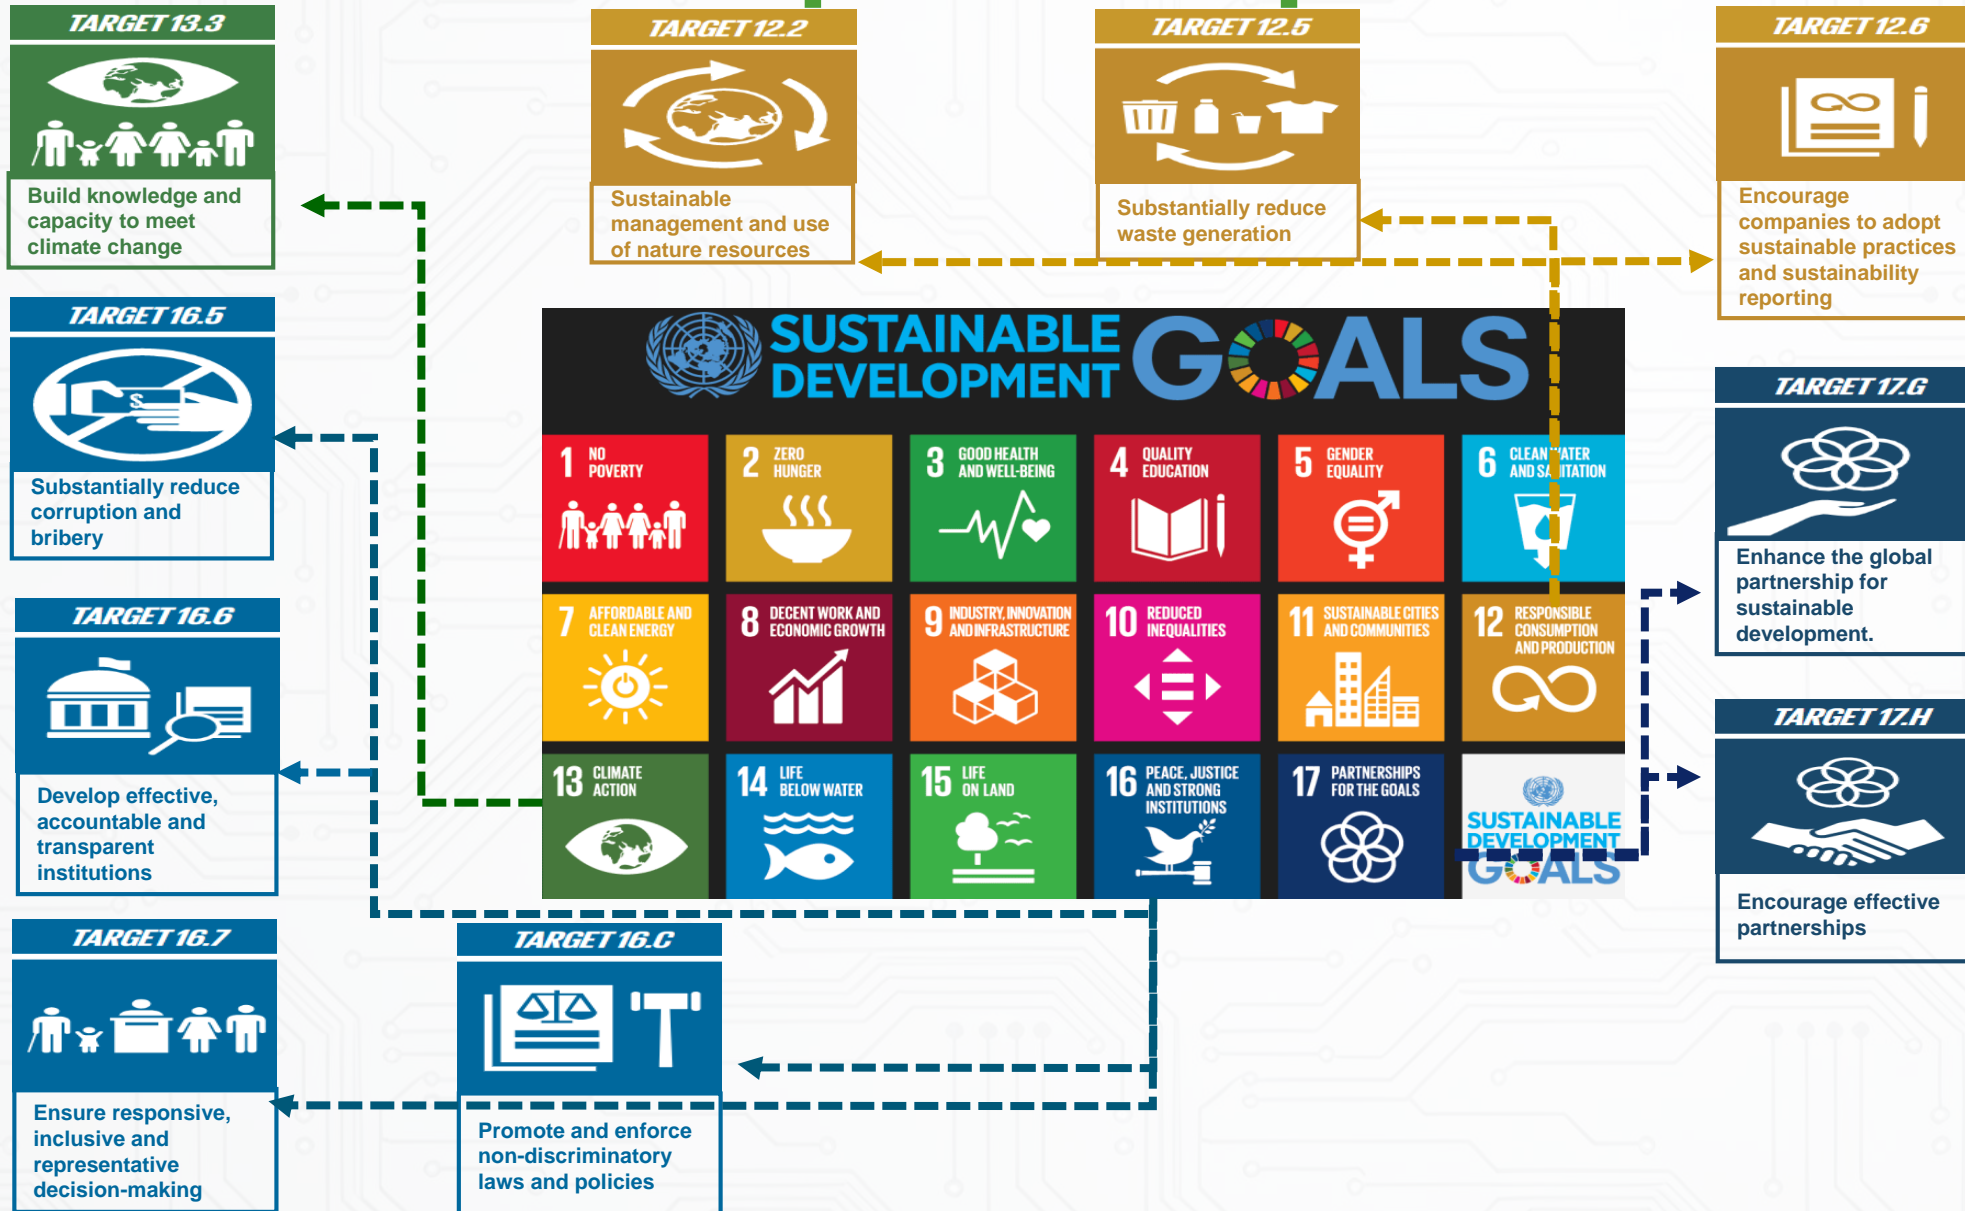 TARGET 13.3
Build knowledge and
capacity to meet
climate change
TARGET 12.2
Sustainable
management and use
of nature resources
TARGET 12.5
Substantially reduce
waste generation
TARGET 12.6
Encourage
companies to adopt
sustainable practices
and sustainability
reporting
TARGET 16.5
$
Substantially reduce
corruption and
bribery
TARGET 16.6
Develop effective,
accountable and
transparent
institutions
TARGET 16.7
Ensure responsive,
inclusive and
representative
decision-making
TARGET 16.C
Promote and enforce
non-discriminatory
laws and policies
SUSTAINABLE
DEVELOPMENT
GOALS
1 NO
POVERTY
2 ZERO
HUNGER
3 GOOD HEALTH
AND WELL-BEING
4 QUALITY
EDUCATION
5 GENDER
EQUALITY
6 CLEAN WATER
AND SANITATION
7 AFFORDABLE AND
CLEAN ENERGY
8 DECENT WORK AND
ECONOMIC GROWTH
9 INDUSTRY, INNOVATION
AND INFRASTRUCTURE
10 REDUCED
INEQUALITIES
11 SUSTAINABLE CITIES
AND COMMUNITIES
12 RESPONSIBLE
CONSUMPTION
AND PRODUCTION
13 CLIMATE
ACTION
14 LIFE
BELOW WATER
15 LIFE
ON LAND
16 PEACE, JUSTICE
AND STRONG
INSTITUTIONS
17 PARTNERSHIPS
FOR THE GOALS
SUSTAINABLE
DEVELOPMENT
GOALS
TARGET 17.G
Enhance the global
partnership for
sustainable
development.
TARGET 17.H
Encourage effective
partnerships